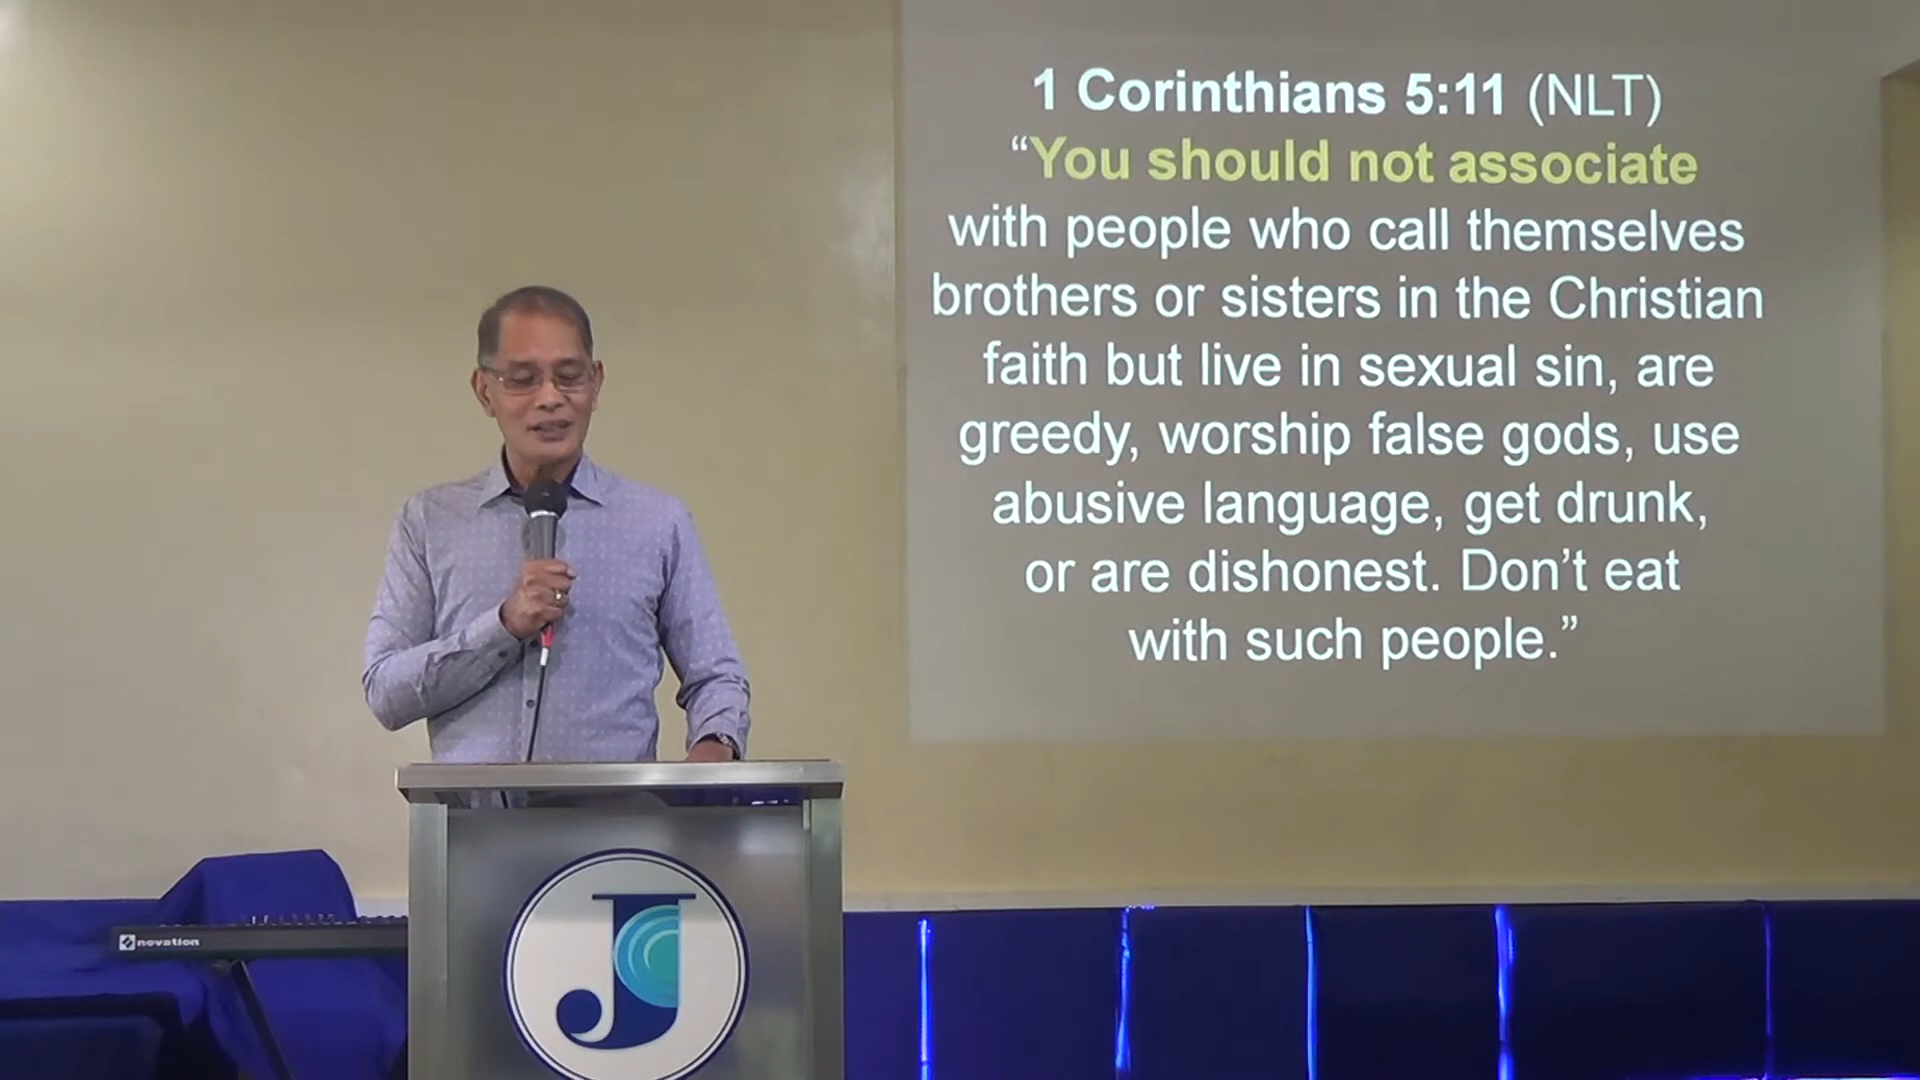 1 Corinthians 5:11 (NLT)
“You should not associate
with people who call themselves
brothers or sisters in the Christian
faith but live in sexual sin, are
greedy, worship false gods, use
abusive language, get drunk,
or are dishonest. Don’t eat
with such people.”
novation
J